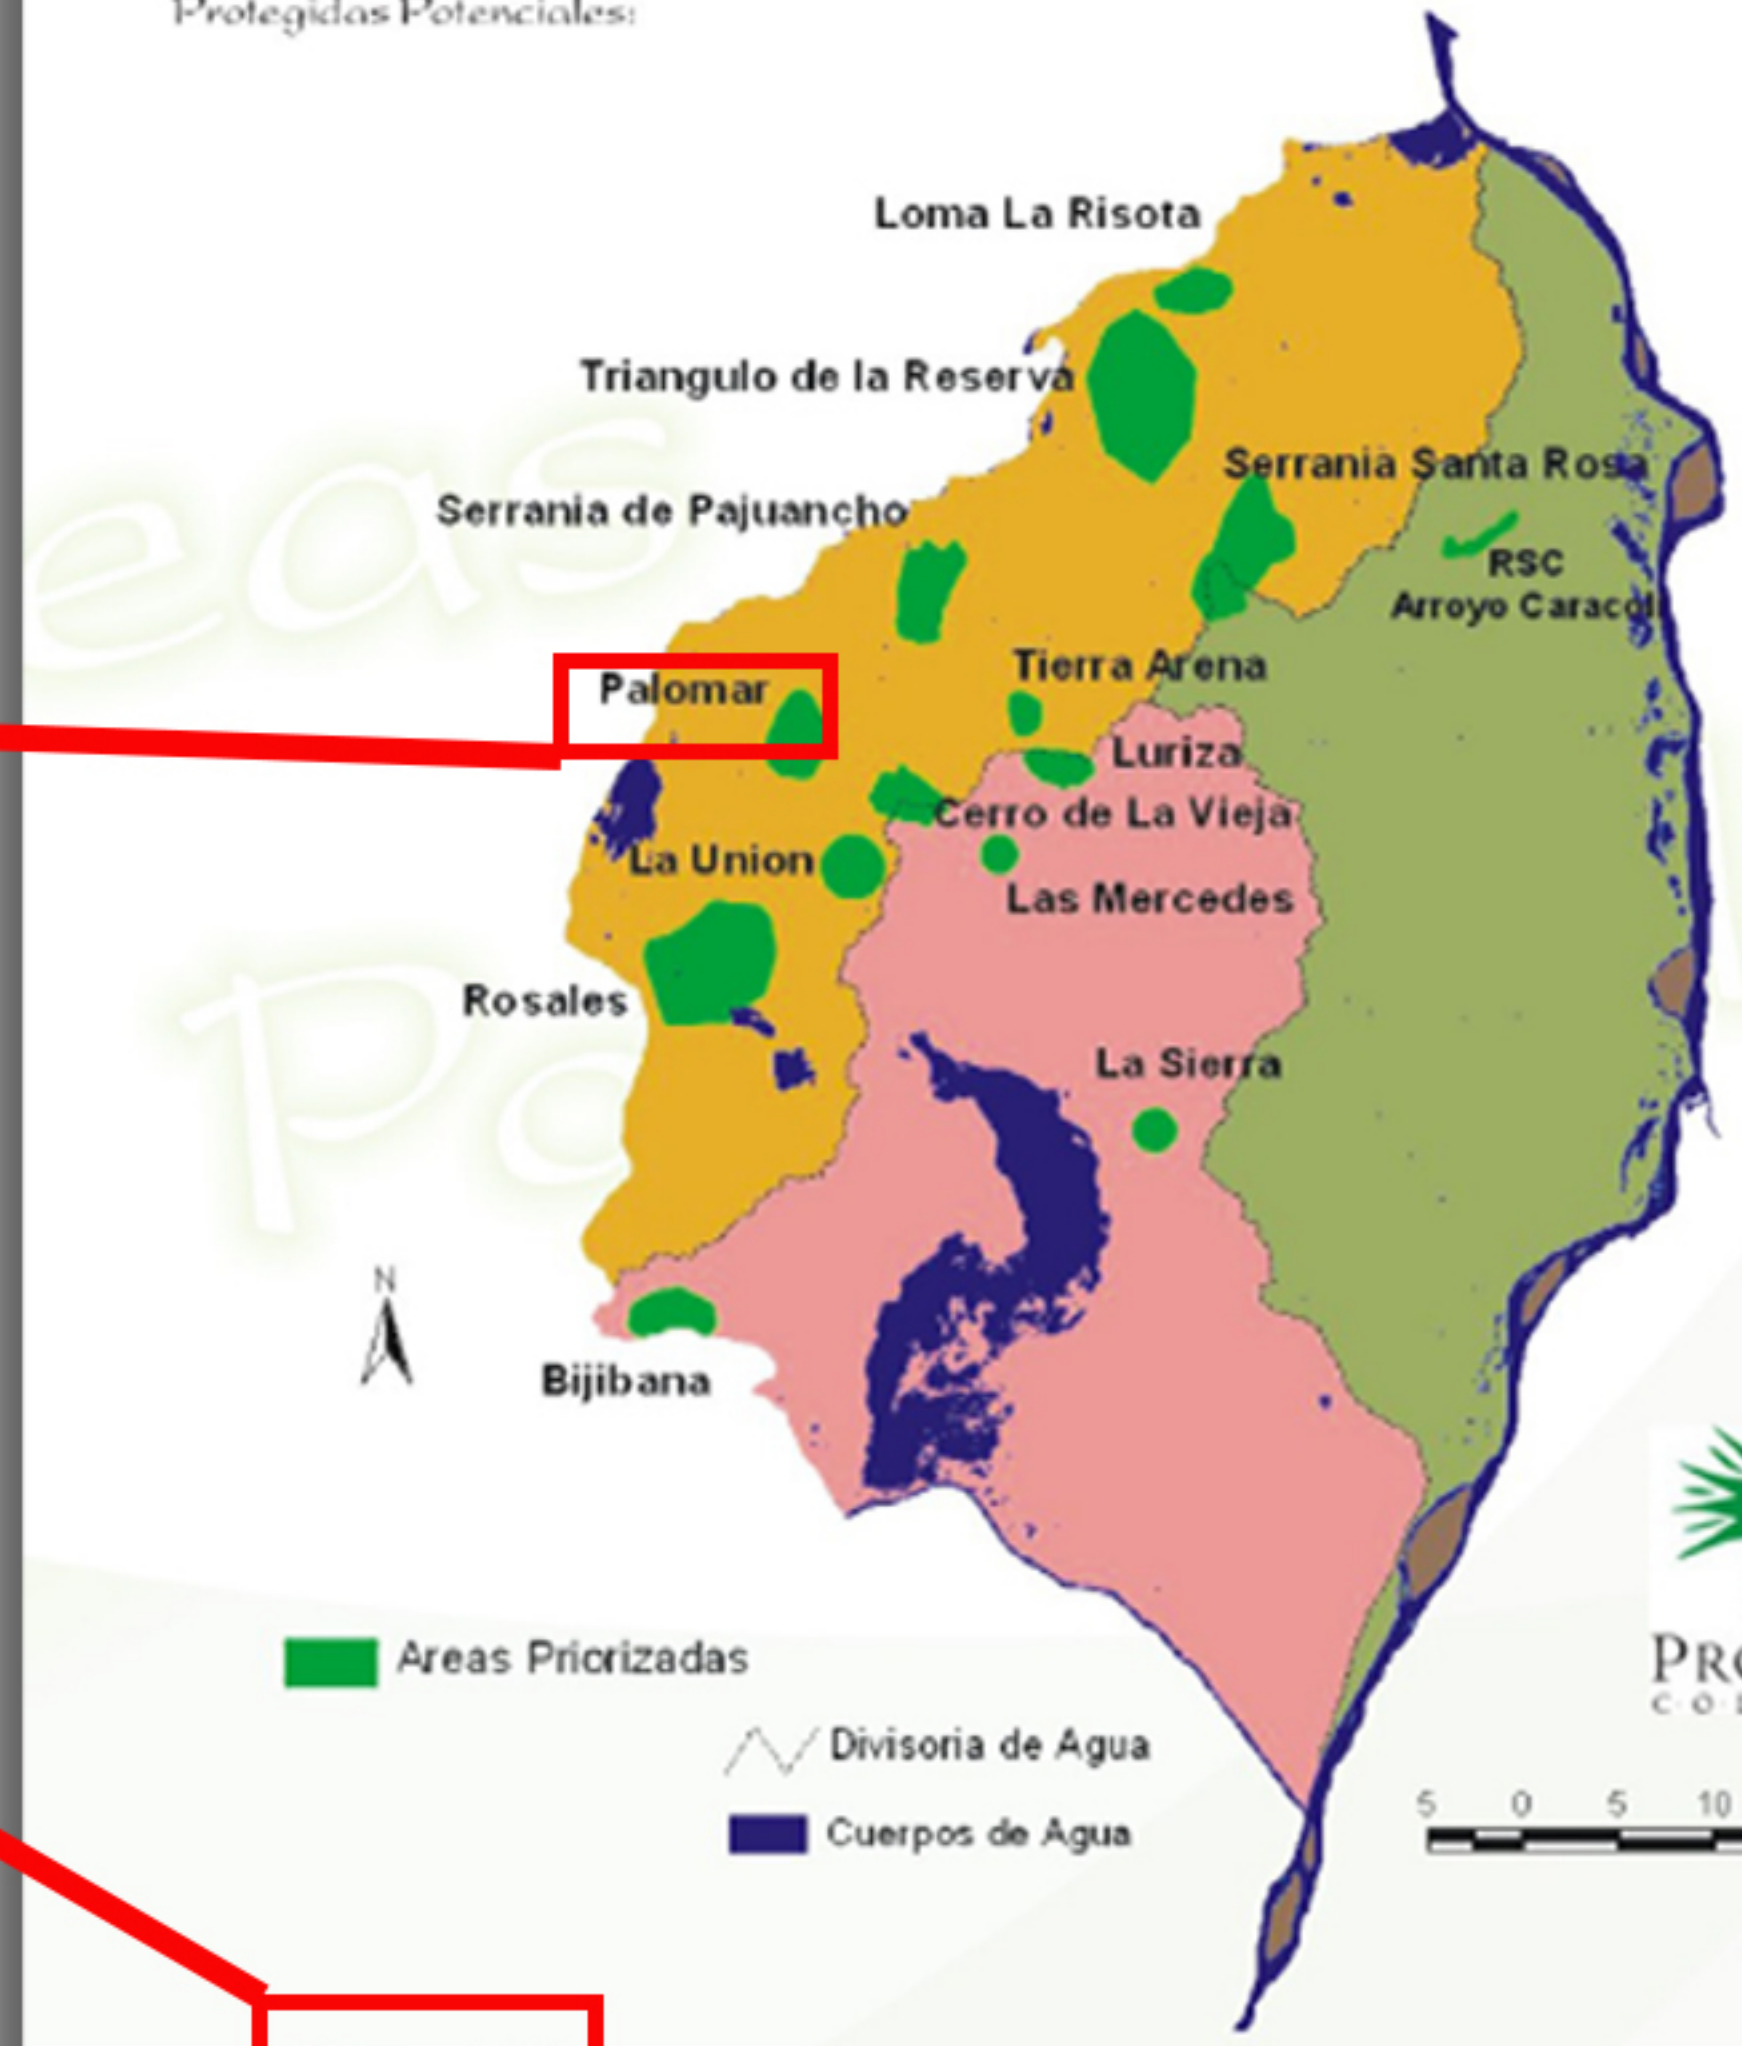 Protegidas Potenciales:
Loma La Risota
Triangulo de la Reserva
Serrania Santa Rosa
Serrania de Pajuancho
RSC
Arroyo Caracoli
Tierra Arena
Palomar
Luriza
Cerro de La Vieja
La Union
Las Mercedes
Rosales
La Sierra
N
Bijibana
Areas Priorizadas
Divisoria de Agua
Cuerpos de Agua
5 0 5 10
eas